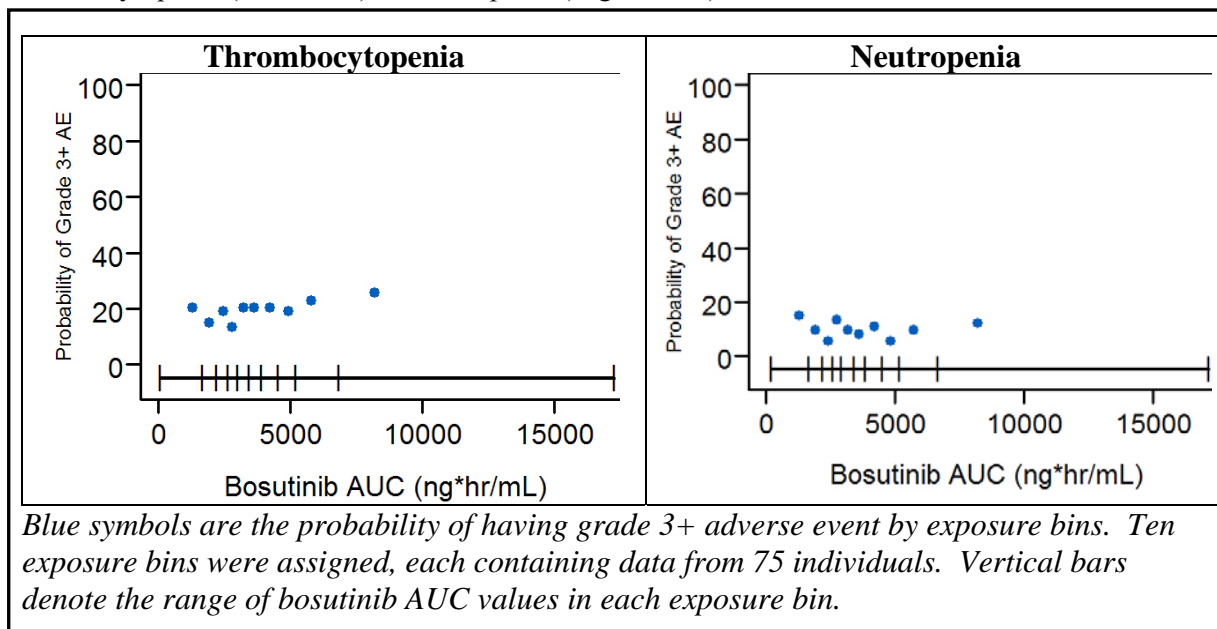 Thrombocytopenia
Neutropenia
Probability of Grade 3+ AE
100
80
60
40
20
0
0 5000 10000 15000
Bosutinib AUC (ng*hr/mL)
Probability of Grade 3+ AE
100
80
60
40
20
0
0 5000 10000 15000
Bosutinib AUC (ng*hr/mL)
Blue symbols are the probability of having grade 3+ adverse event by exposure bins. Ten
exposure bins were assigned, each containing data from 75 individuals. Vertical bars
denote the range of bosutinib AUC values in each exposure bin.